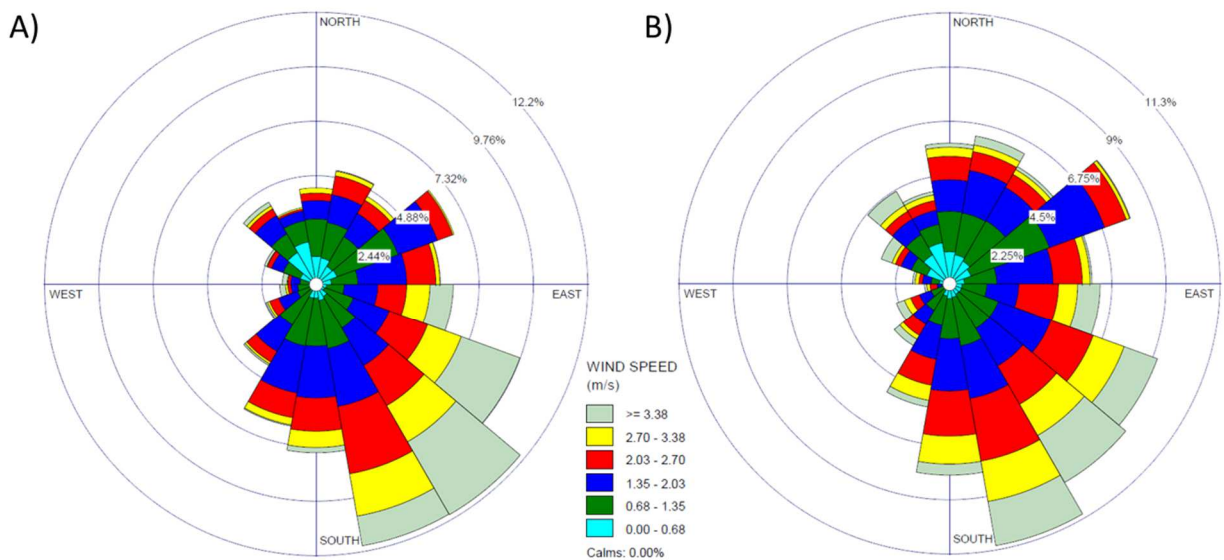 A)
NORTH
12.2%
9.76%
7.32%
4.88%
2.44%
WEST
EAST
SOUTH
WIND SPEED
(m/s)
>= 3.38
2.70 - 3.38
2.03 - 2.70
1.35 - 2.03
0.68 - 1.35
0.00 - 0.68
Calms: 0.00%
B)
NORTH
11.3%
9%
6.75%
4.5%
2.25%
WEST
EAST
SOUTH